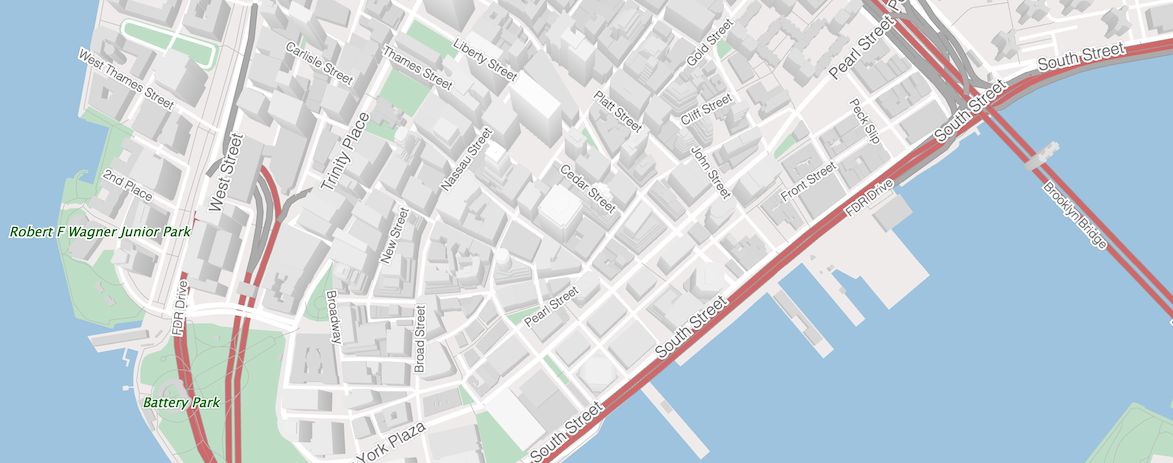 Pearl Street
Gold Street
Liberty Street
Carlisle Street
Thames Street
South Street
West Thames Street
Platt Street
Cliff Street
South Street
Peck Slip
Trinity Place
Nassau Street
West Street
John Street
Cedar Street
2nd Place
Front Street
FDR Drive
Brooklyn Bridge
Robert F Wagner Junior Park
New Street
FDR Drive
Broadway
Pearl Street
Broad Street
South Street
Battery Park
York Plaza
South Street